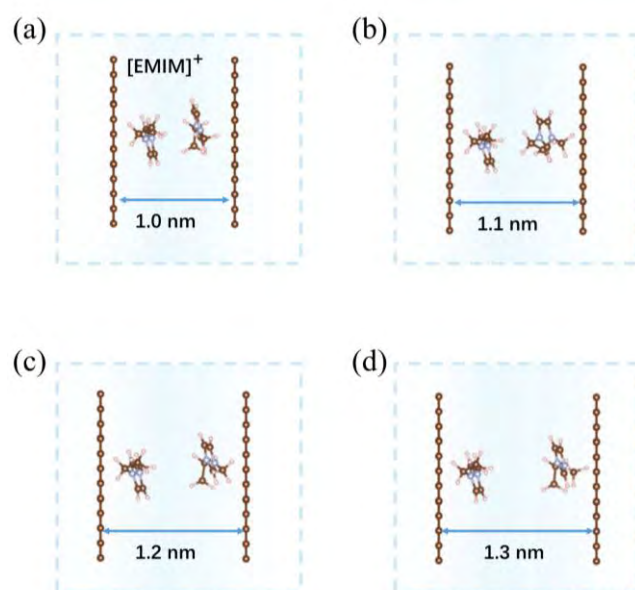 (a)
[EMIM]⁺
1.0 nm
(b)
1.1 nm
(c)
1.2 nm
(d)
1.3 nm